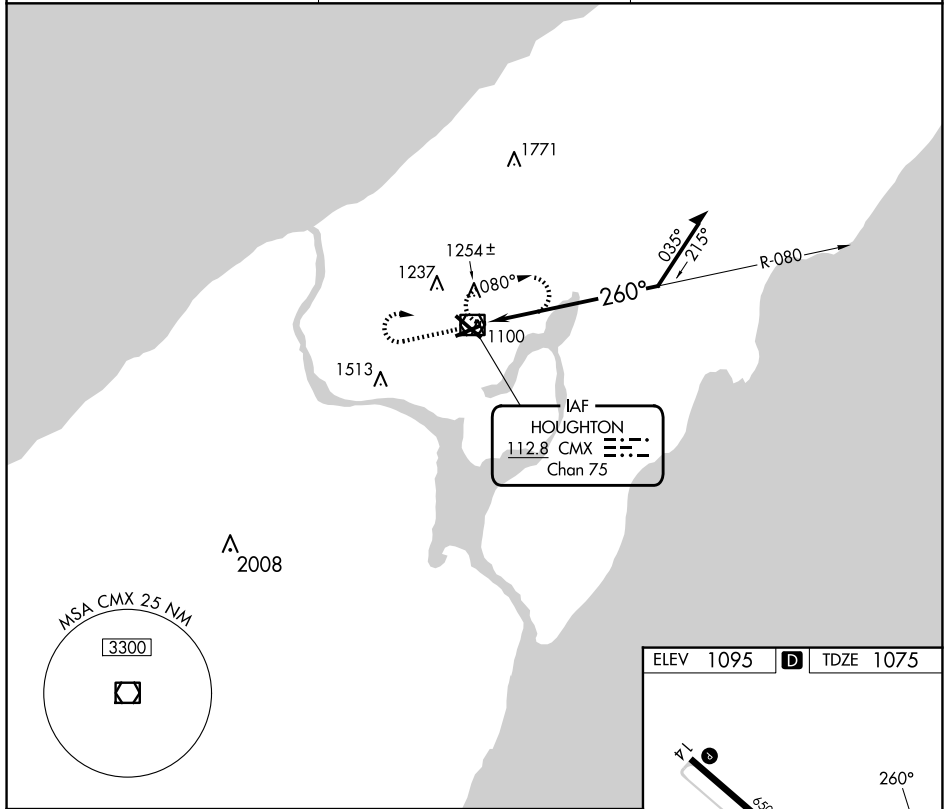 1771
1254 ±
1237
080°
035°
215°
R-080
260°
1100
1513
IAF
HOUGHTON
112.8 CMX
Chan 75
2008
MSA CMX 25 NM
3300
ELEV 1095 D TDZE 1075
14
P
260°